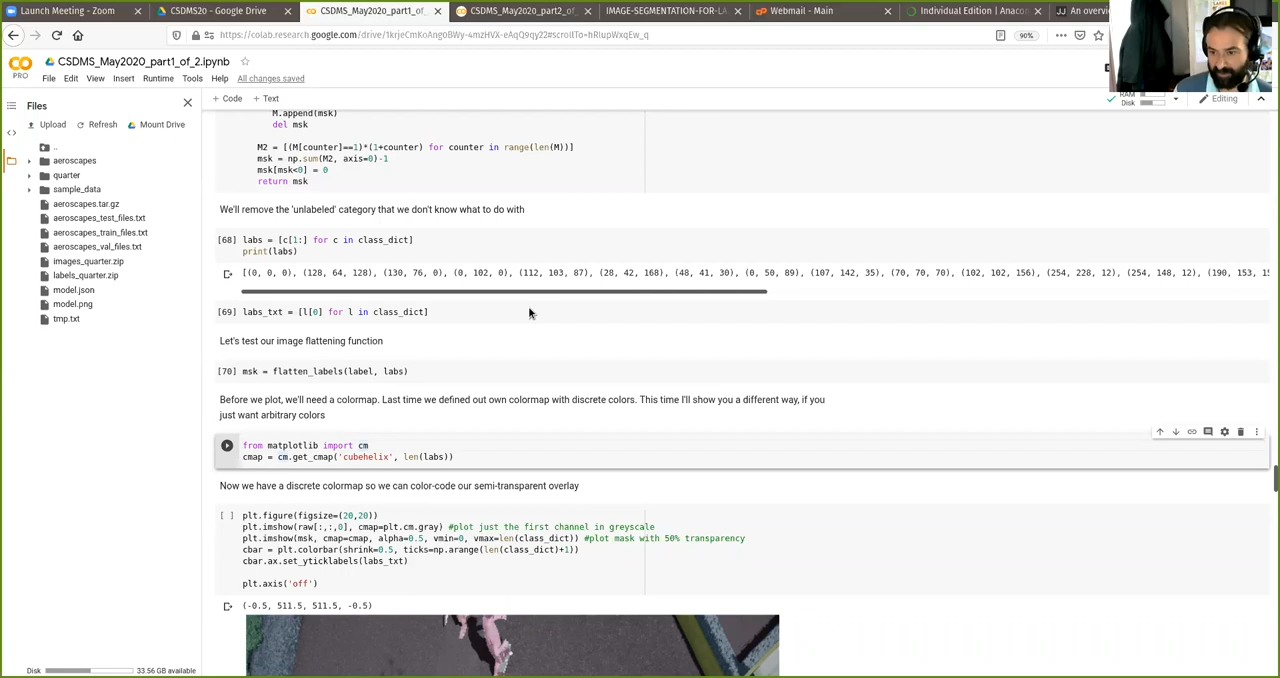 Launch Meeting - Zoom
CSDMS20 - Google Drive
CSDMS_May2020_part1_of_
CSDMS_May2020_part2_of_
IMAGE-SEGMENTATION-FOR-LA
Webmail - Main
Individual Edition | Anacon
An overvi
https://colab.research.google.com/drive/1krjeCmKoAng0BWy-4mzHVX-eAqQ9qy22#scrollTo=hRlupWxqEw_q
90%
CO
PRO
CSDMS_May2020_part1_of_2.ipynb
File Edit View Insert Runtime Tools Help All changes saved
RAM
Disk
Editing
Files
+ Code + Text
Upload Refresh Mount Drive
..
aeroscapes
quarter
sample_data
aeroscapes.tar.gz
aeroscapes_test_files.txt
aeroscapes_train_files.txt
aeroscapes_val_files.txt
images_quarter.zip
labels_quarter.zip
model.json
model.png
tmp.txt
Disk 33.56 GB available
M.append(msk)
del msk
M2 = [(M[counter]==1)*(1+counter) for counter in range(len(M))]
msk = np.sum(M2, axis=0)-1
msk[msk<0] = 0
return msk
We'll remove the 'unlabeled' category that we don't know what to do with
[68] labs = [c[1:] for c in class_dict]
print(labs)
[(0, 0, 0), (128, 64, 128), (130, 76, 0), (0, 102, 0), (112, 103, 87), (28, 42, 168), (48, 41, 30), (0, 50, 89), (107, 142, 35), (70, 70, 70), (102, 102, 156), (254, 228, 12), (254, 148, 12), (190, 153, 15
[69] labs_txt = [l[0] for l in class_dict]
Let's test our image flattening function
[70] msk = flatten_labels(label, labs)
Before we plot, we'll need a colormap. Last time we defined out own colormap with discrete colors. This time I'll show you a different way, if you
just want arbitrary colors
from matplotlib import cm
cmap = cm.get_cmap('cubehelix', len(labs))
Now we have a discrete colormap so we can color-code our semi-transparent overlay
[ ] plt.figure(figsize=(20,20))
plt.imshow(raw[:,:,0], cmap=plt.cm.gray) #plot just the first channel in greyscale
plt.imshow(msk, cmap=cmap, alpha=0.5, vmin=0, vmax=len(class_dict)) #plot mask with 50% transparency
cbar = plt.colorbar(shrink=0.5, ticks=np.arange(len(class_dict)+1))
cbar.ax.set_yticklabels(labs_txt)
plt.axis('off')
(-0.5, 511.5, 511.5, -0.5)